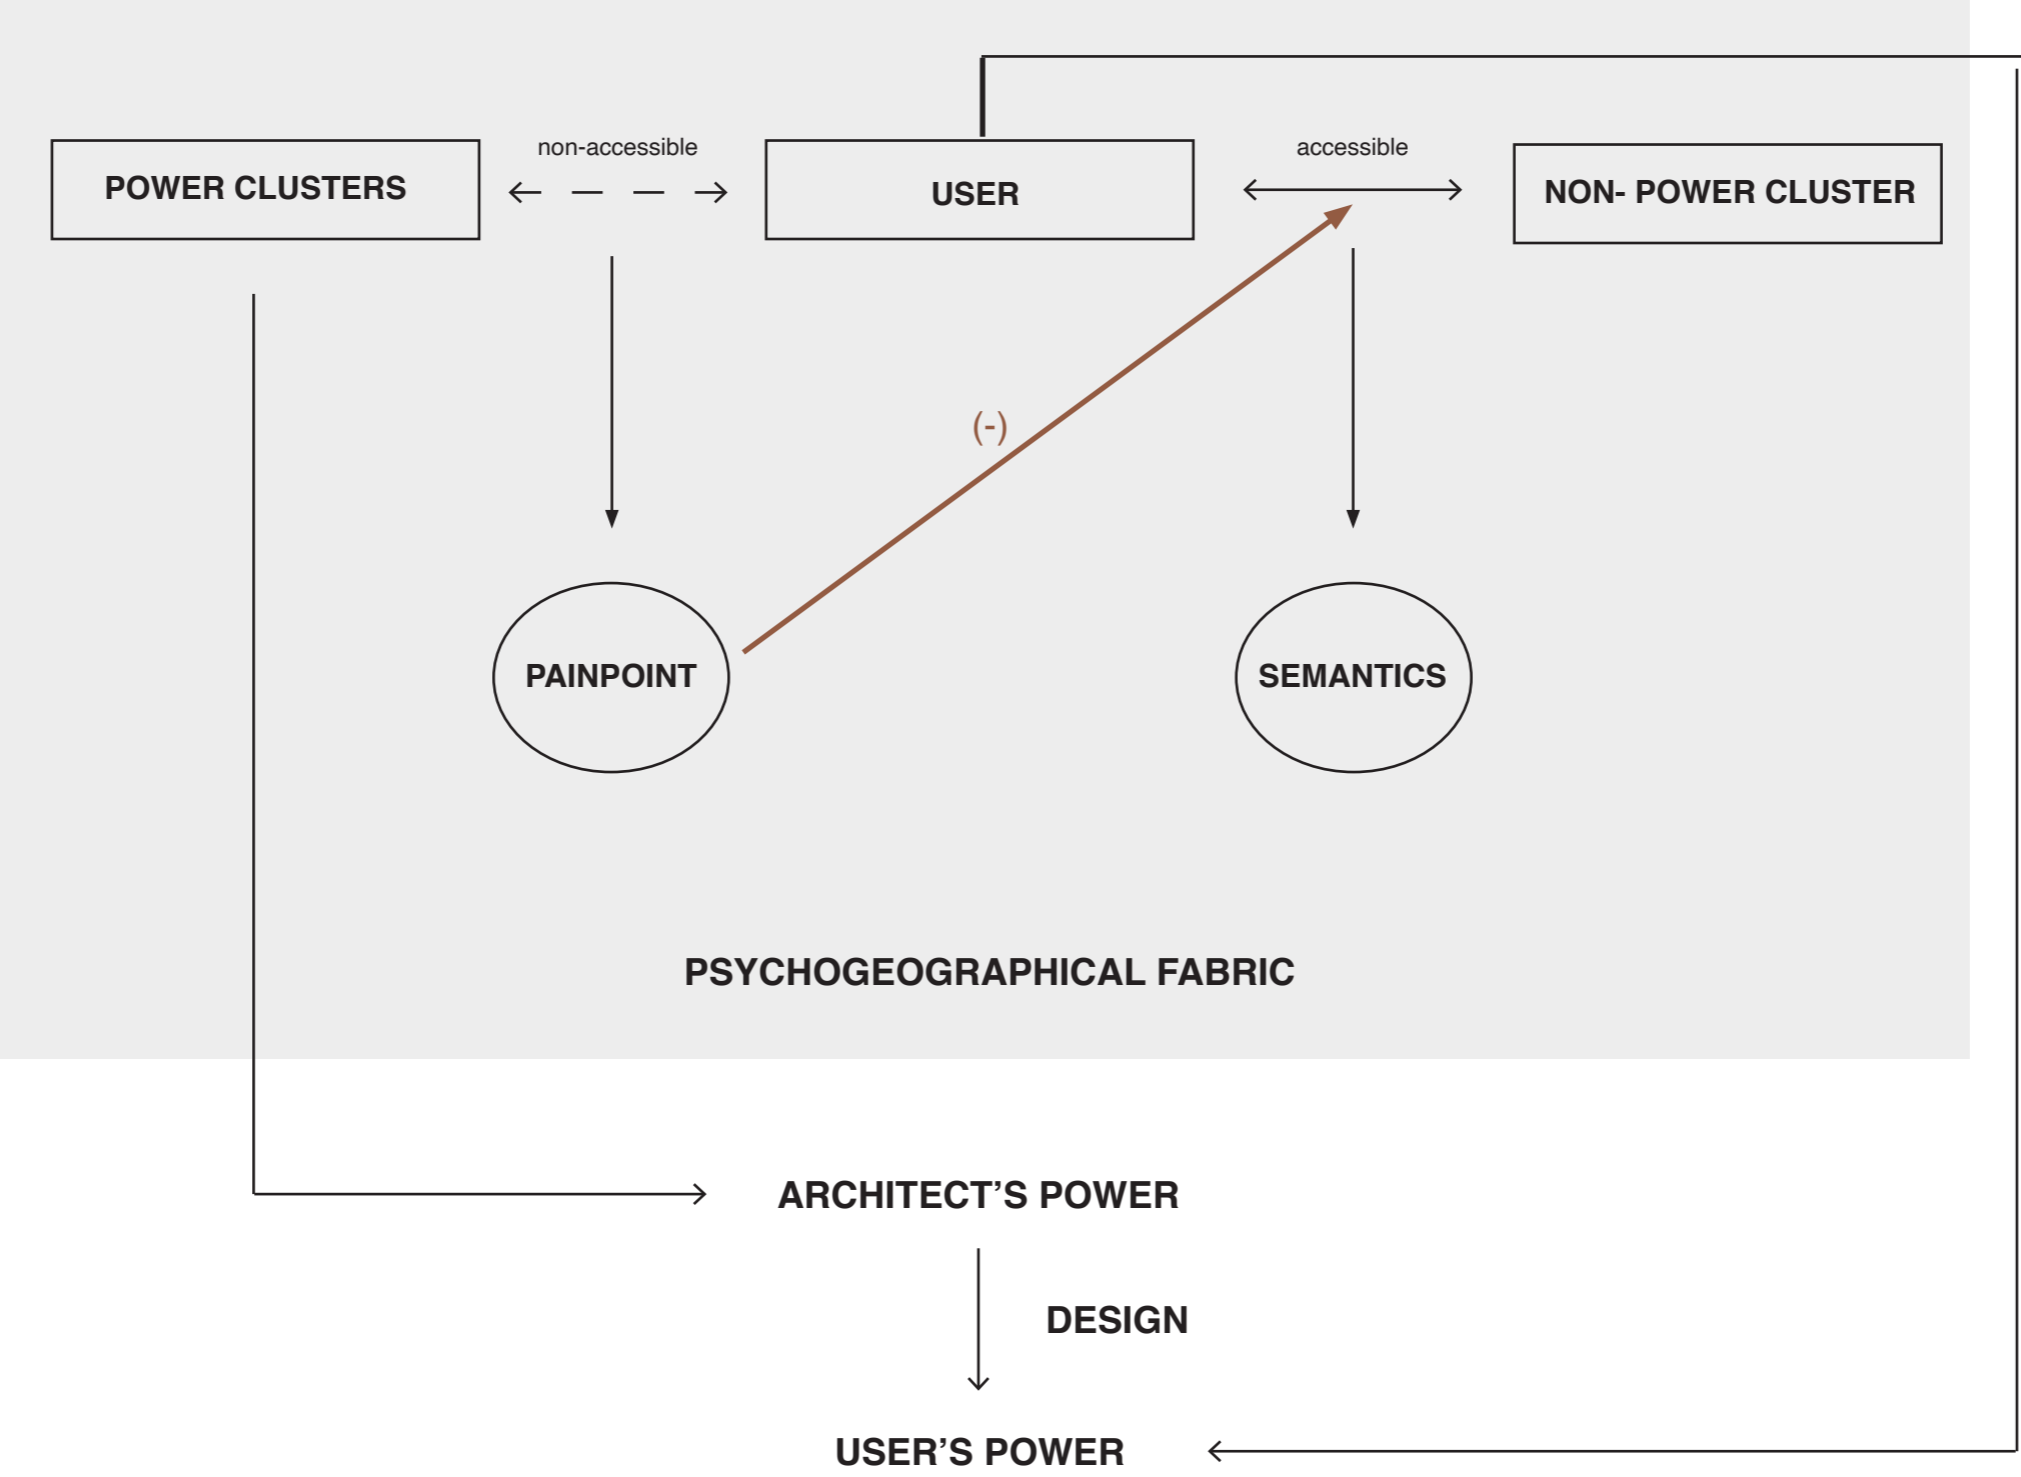 non-accessible
accessible
POWER CLUSTERS
USER
NON- POWER CLUSTER
(-)
PAINPOINT
SEMANTICS
PSYCHOGEOGRAPHICAL FABRIC
ARCHITECT’S POWER
DESIGN
USER’S POWER